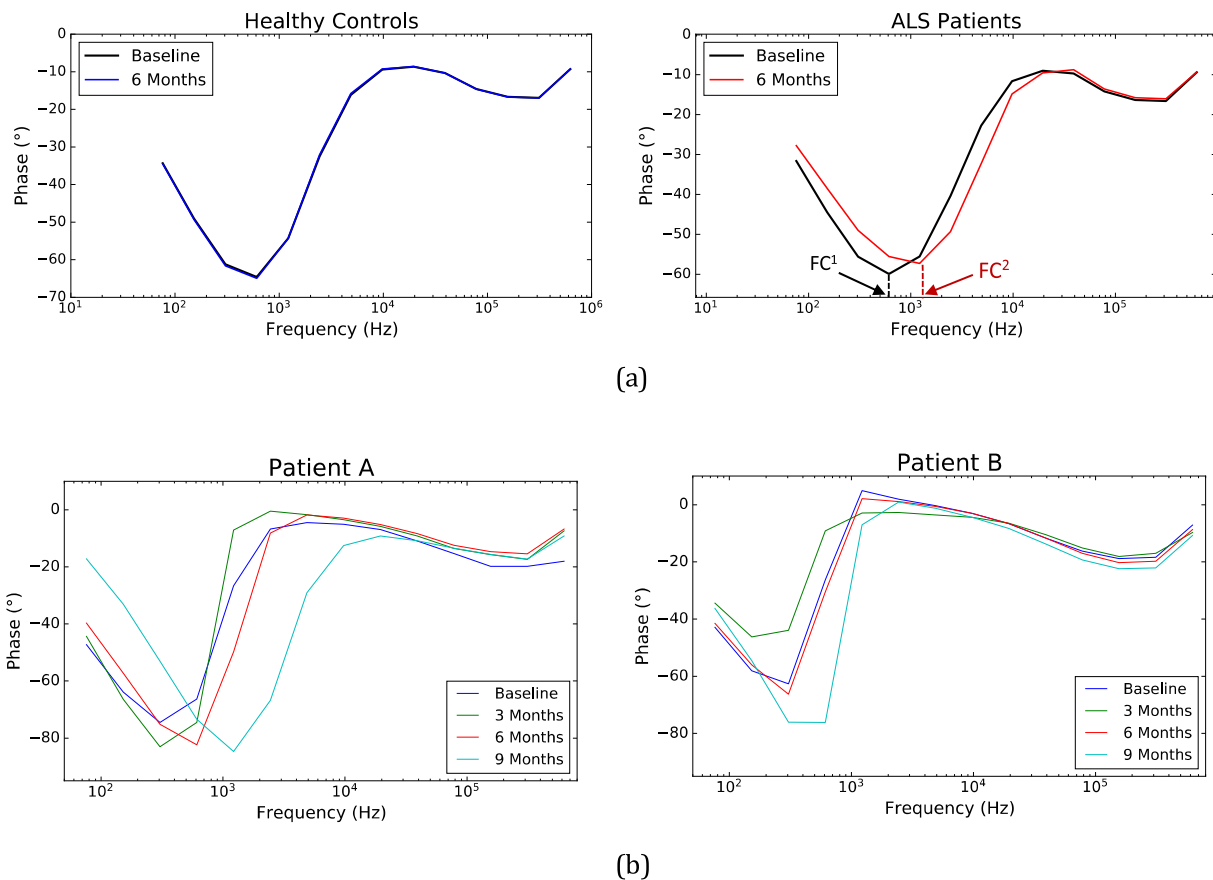 Healthy Controls
Baseline
6 Months
0
−10
−20
−30
−40
−50
−60
−70
Phase (°)
10¹ 10² 10³ 10⁴ 10⁵ 10⁶
Frequency (Hz)
ALS Patients
Baseline
6 Months
0
−10
−20
−30
−40
−50
−60
Phase (°)
FC¹
FC²
10¹ 10² 10³ 10⁴ 10⁵
Frequency (Hz)
(a)
Patient A
0
−20
−40
−60
−80
Phase (°)
Baseline
3 Months
6 Months
9 Months
10² 10³ 10⁴ 10⁵
Frequency (Hz)
Patient B
0
−20
−40
−60
−80
Phase (°)
Baseline
3 Months
6 Months
9 Months
10² 10³ 10⁴ 10⁵
Frequency (Hz)
(b)